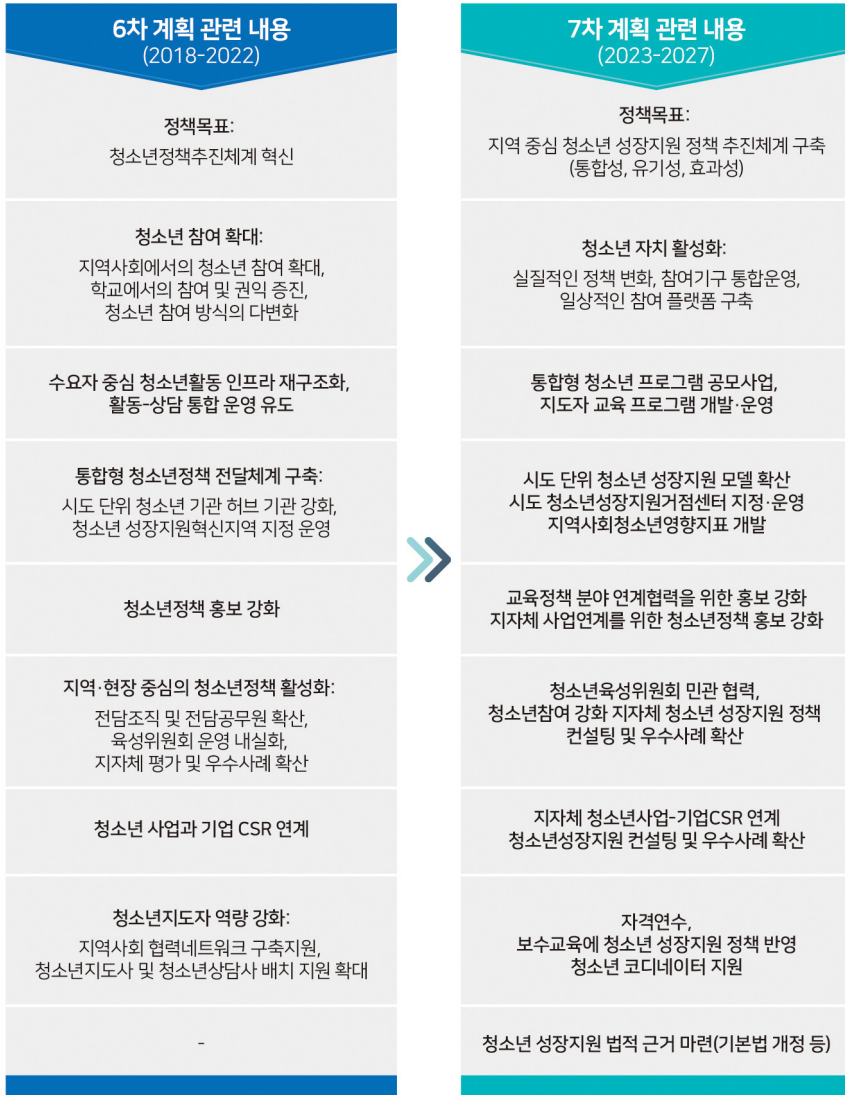 6차 계획 관련 내용
(2018-2022)
정책목표:
청소년정책추진체계 혁신
청소년 참여 확대:
지역사회에서의 청소년 참여 확대,
학교에서의 참여 및 권익 증진,
청소년 참여 방식의 다변화
수요자 중심 청소년활동 인프라 재구조화,
활동-상담 통합 운영 유도
통합형 청소년정책 전달체계 구축:
시도 단위 청소년 기관 허브 기관 강화,
청소년 성장지원혁신지역 지정 운영
청소년정책 홍보 강화
지역·현장 중심의 청소년정책 활성화:
전담조직 및 전담공무원 확산,
육성위원회 운영 내실화,
지자체 평가 및 우수사례 확산
청소년 사업과 기업 CSR 연계
청소년지도자 역량 강화:
지역사회 협력네트워크 구축지원,
청소년지도사 및 청소년상담사 배치 지원 확대
-
7차 계획 관련 내용
(2023-2027)
정책목표:
지역 중심 청소년 성장지원 정책 추진체계 구축
(통합성, 유기성, 효과성)
청소년 자치 활성화:
실질적인 정책 변화, 참여기구 통합운영,
일상적인 참여 플랫폼 구축
통합형 청소년 프로그램 공모사업,
지도자 교육 프로그램 개발·운영
시도 단위 청소년 성장지원 모델 확산
시도 청소년성장지원거점센터 지정·운영
지역사회청소년영향지표 개발
교육정책 분야 연계협력을 위한 홍보 강화
지자체 사업연계를 위한 청소년정책 홍보 강화
청소년육성위원회 민관 협력,
청소년참여 강화 지자체 청소년 성장지원 정책
컨설팅 및 우수사례 확산
지자체 청소년사업-기업CSR 연계
청소년성장지원 컨설팅 및 우수사례 확산
자격연수,
보수교육에 청소년 성장지원 정책 반영
청소년 코디네이터 지원
청소년 성장지원 법적 근거 마련(기본법 개정 등)